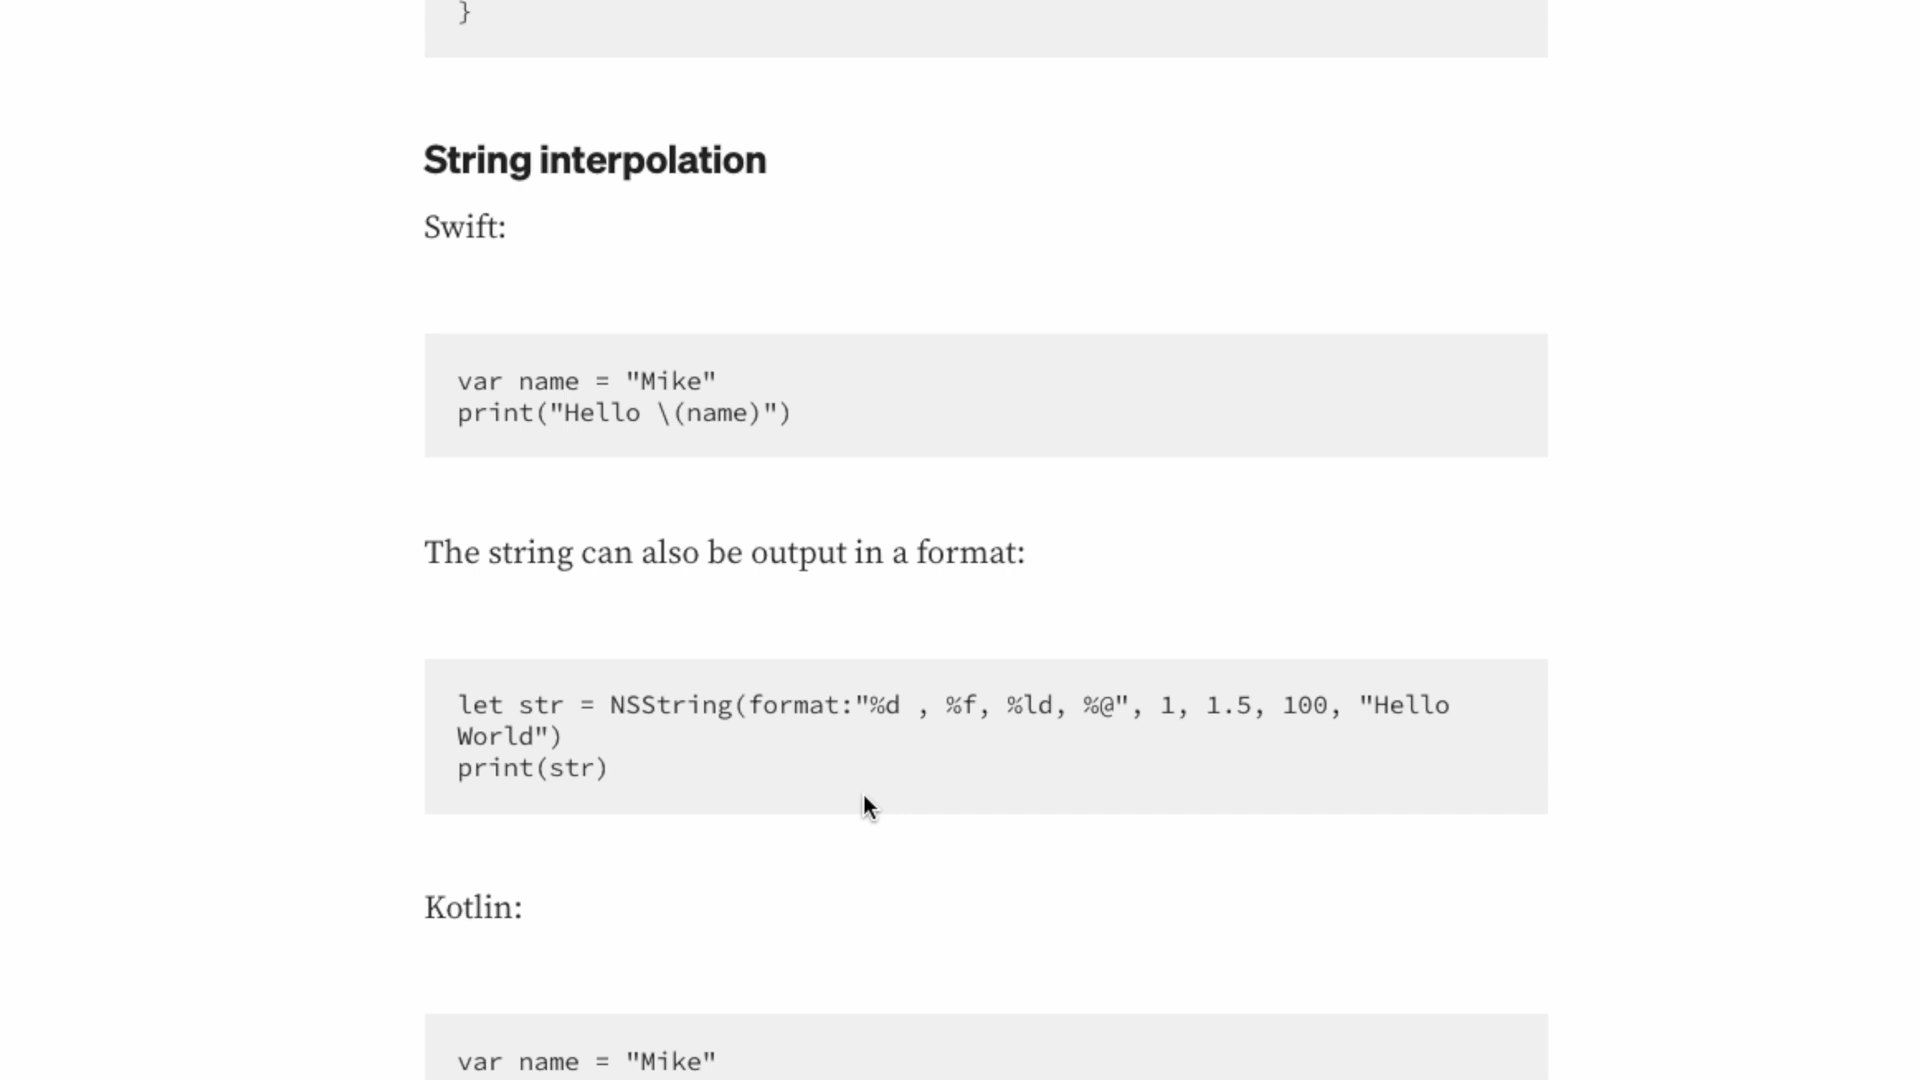 }
String interpolation
Swift:
var name = "Mike"
print("Hello \(name)")
The string can also be output in a format:
let str = NSString(format:"%d , %f, %ld, %@", 1, 1.5, 100, "Hello
World")
print(str)
Kotlin:
var name = "Mike"